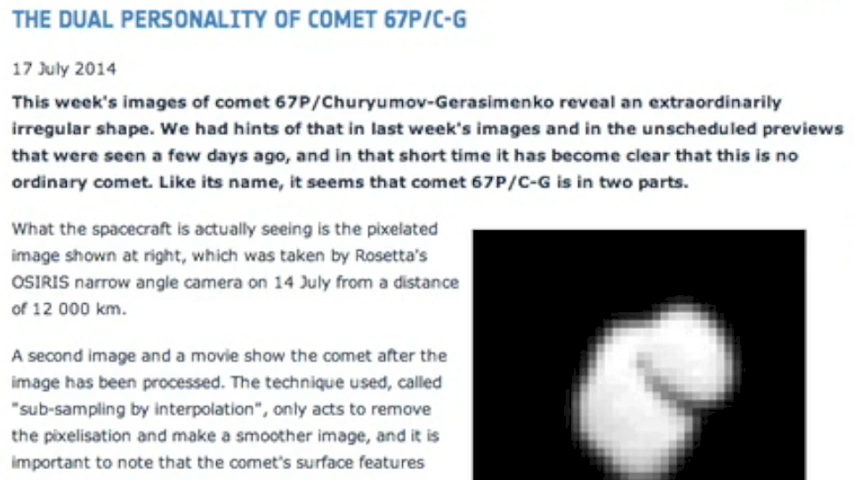 THE DUAL PERSONALITY OF COMET 67P/C-G
17 July 2014
This week's images of comet 67P/Churyumov-Gerasimenko reveal an extraordinarily
irregular shape. We had hints of that in last week's images and in the unscheduled previews
that were seen a few days ago, and in that short time it has become clear that this is no
ordinary comet. Like its name, it seems that comet 67P/C-G is in two parts.
What the spacecraft is actually seeing is the pixelated
image shown at right, which was taken by Rosetta's
OSIRIS narrow angle camera on 14 July from a distance
of 12 000 km.
A second image and a movie show the comet after the
image has been processed. The technique used, called
"sub-sampling by interpolation", only acts to remove
the pixelisation and make a smoother image, and it is
important to note that the comet's surface features